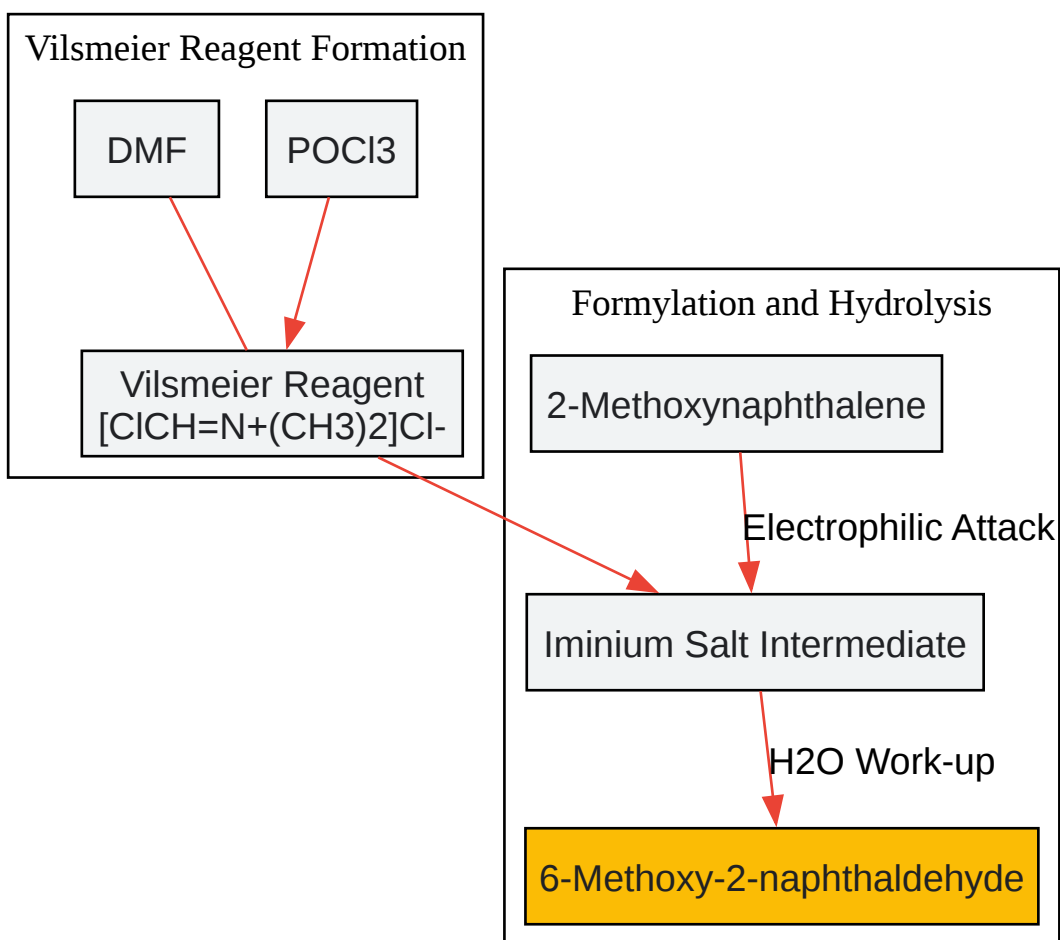 Vilsmeier Reagent Formation
DMF
POCl3
Vilsmeier Reagent
[ClCH=N+(CH3)2]Cl-
Formylation and Hydrolysis
2-Methoxynaphthalene
Electrophilic Attack
Iminium Salt Intermediate
H2O Work-up
6-Methoxy-2-naphthaldehyde